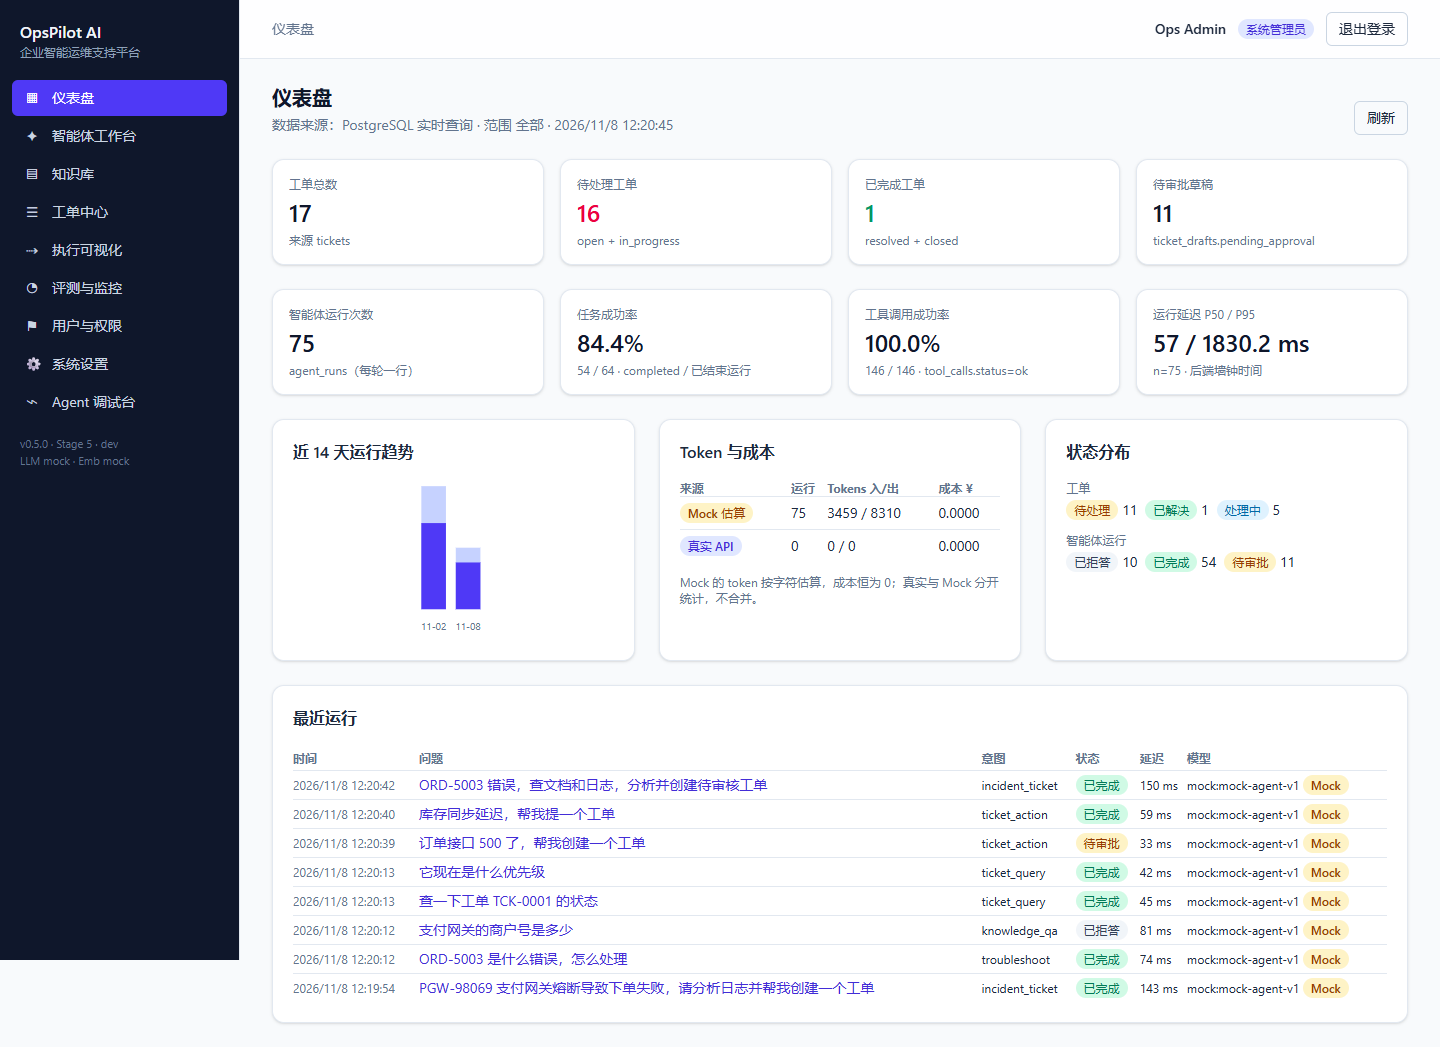 OpsPilot AI
企业智能运维支持平台
仪表盘
智能体工作台
知识库
工单中心
执行可视化
评测与监控
用户与权限
系统设置
Agent 调试台
v0.5.0 · Stage 5 · dev
LLM mock · Emb mock
仪表盘
Ops Admin 系统管理员 退出登录
仪表盘
数据来源：PostgreSQL 实时查询 · 范围 全部 · 2026/11/8 12:20:45
刷新
工单总数
17
来源 tickets
待处理工单
16
open + in_progress
已完成工单
1
resolved + closed
待审批草稿
11
ticket_drafts.pending_approval
智能体运行次数
75
agent_runs（每轮一行）
任务成功率
84.4%
54 / 64 · completed / 已结束运行
工具调用成功率
100.0%
146 / 146 · tool_calls.status=ok
运行延迟 P50 / P95
57 / 1830.2 ms
n=75 · 后端墙钟时间
近 14 天运行趋势
11-02 11-08
Token 与成本
来源 运行 Tokens 入/出 成本 ¥
Mock 估算 75 3459 / 8310 0.0000
真实 API 0 0 / 0 0.0000
Mock 的 token 按字符估算，成本恒为 0；真实与 Mock 分开
统计，不合并。
状态分布
工单
待处理 11 已解决 1 处理中 5
智能体运行
已拒答 10 已完成 54 待审批 11
最近运行
时间 问题 意图 状态 延迟 模型
2026/11/8 12:20:42 ORD-5003 错误，查文档和日志，分析并创建待审核工单 incident_ticket 已完成 150 ms mock:mock-agent-v1 Mock
2026/11/8 12:20:40 库存同步延迟，帮我提一个工单 ticket_action 已完成 59 ms mock:mock-agent-v1 Mock
2026/11/8 12:20:39 订单接口 500 了，帮我创建一个工单 ticket_action 待审批 33 ms mock:mock-agent-v1 Mock
2026/11/8 12:20:13 它现在是什么优先级 ticket_query 已完成 42 ms mock:mock-agent-v1 Mock
2026/11/8 12:20:13 查一下工单 TCK-0001 的状态 ticket_query 已完成 45 ms mock:mock-agent-v1 Mock
2026/11/8 12:20:12 支付网关的商户号是多少 knowledge_qa 已拒答 81 ms mock:mock-agent-v1 Mock
2026/11/8 12:20:12 ORD-5003 是什么错误，怎么处理 troubleshoot 已完成 74 ms mock:mock-agent-v1 Mock
2026/11/8 12:19:54 PGW-98069 支付网关熔断导致下单失败，请分析日志并帮我创建一个工单 incident_ticket 已完成 143 ms mock:mock-agent-v1 Mock